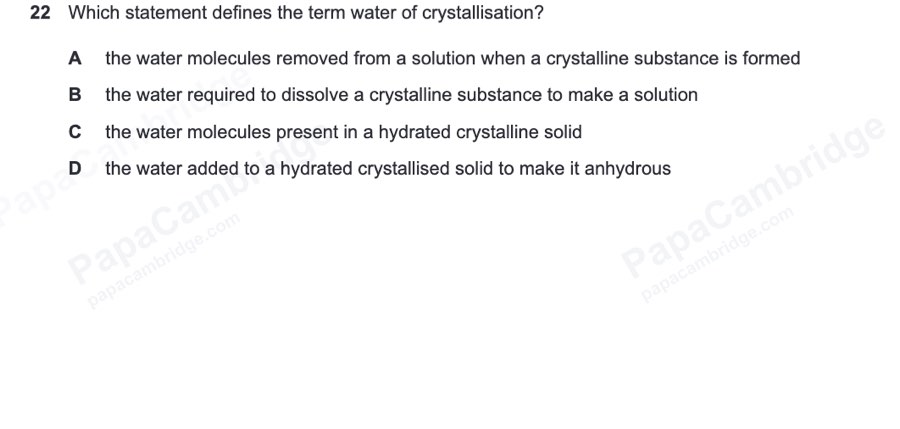 22 Which statement defines the term water of crystallisation?
A the water molecules removed from a solution when a crystalline substance is formed
B the water required to dissolve a crystalline substance to make a solution
C the water molecules present in a hydrated crystalline solid
D the water added to a hydrated crystallised solid to make it anhydrous
PapaCambridge
PapaCambridge
papacambridge.com
PapaCambridge
papacambridge.com